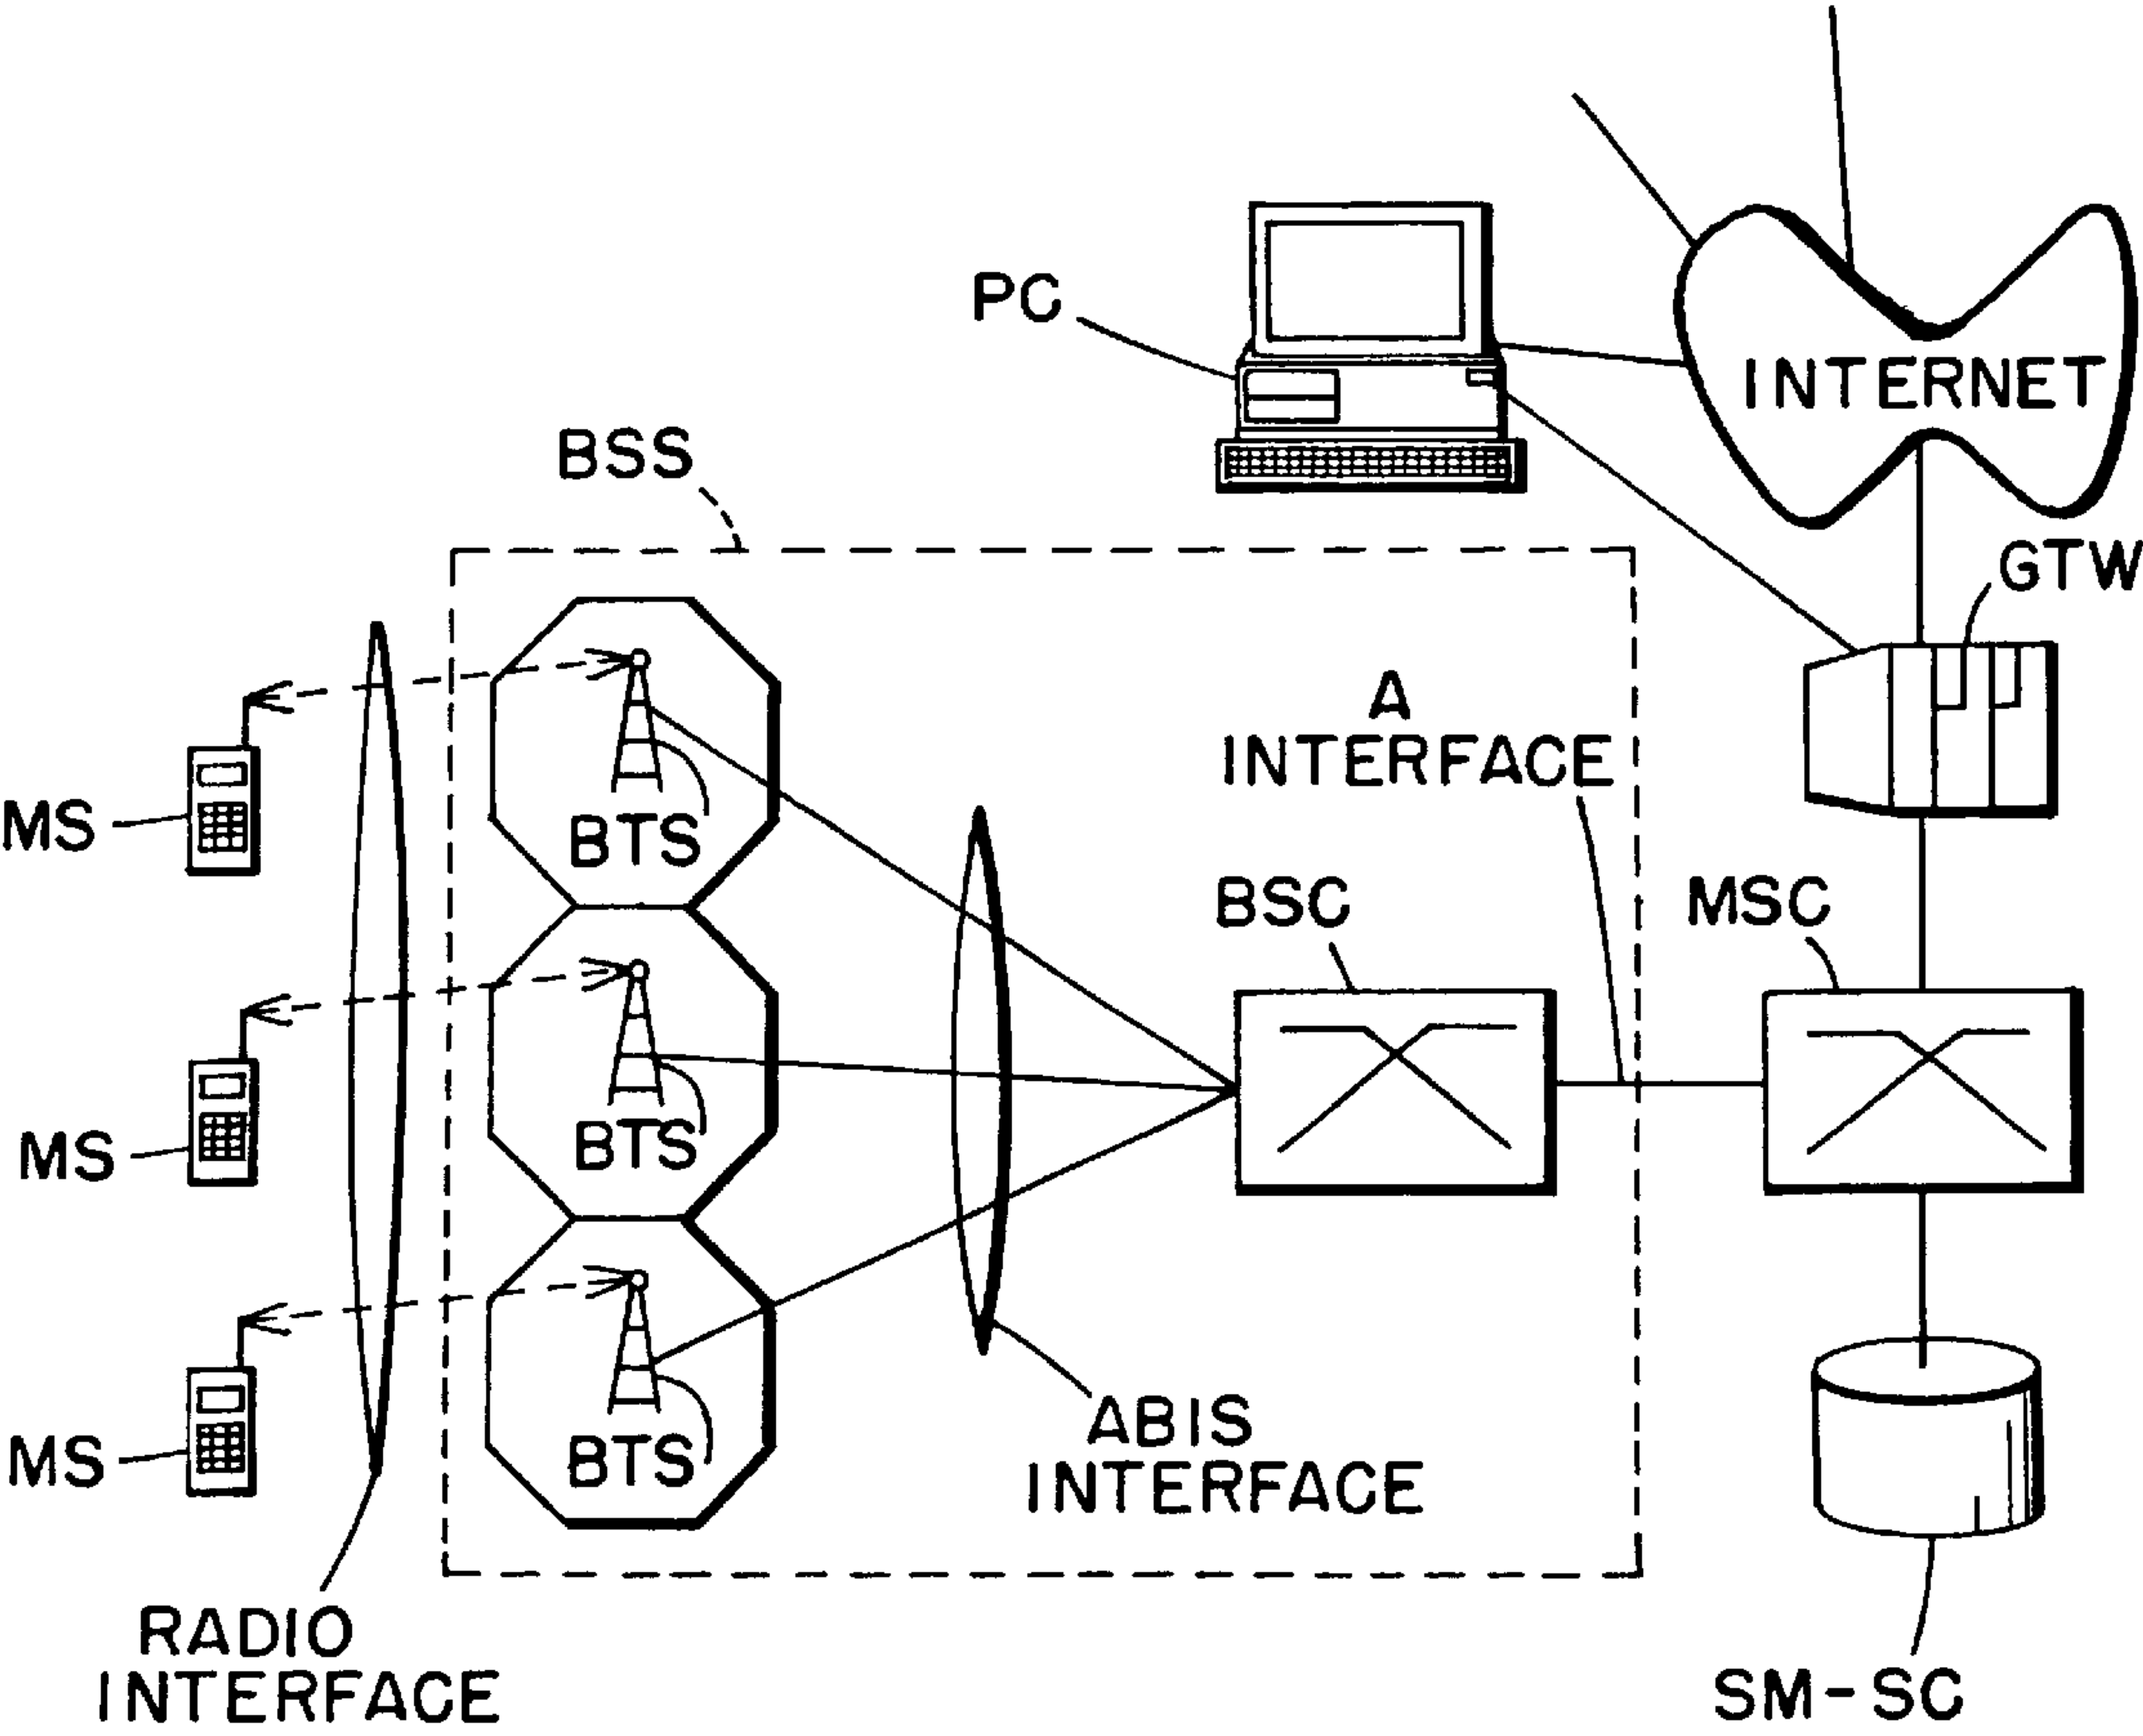 PC
INTERNET
BSS
GTW
A
INTERFACE
MS
BTS
BSC
MSC
MS
BTS
ABIS
INTERFACE
MS
BTS
RADIO
INTERFACE
SM-SC